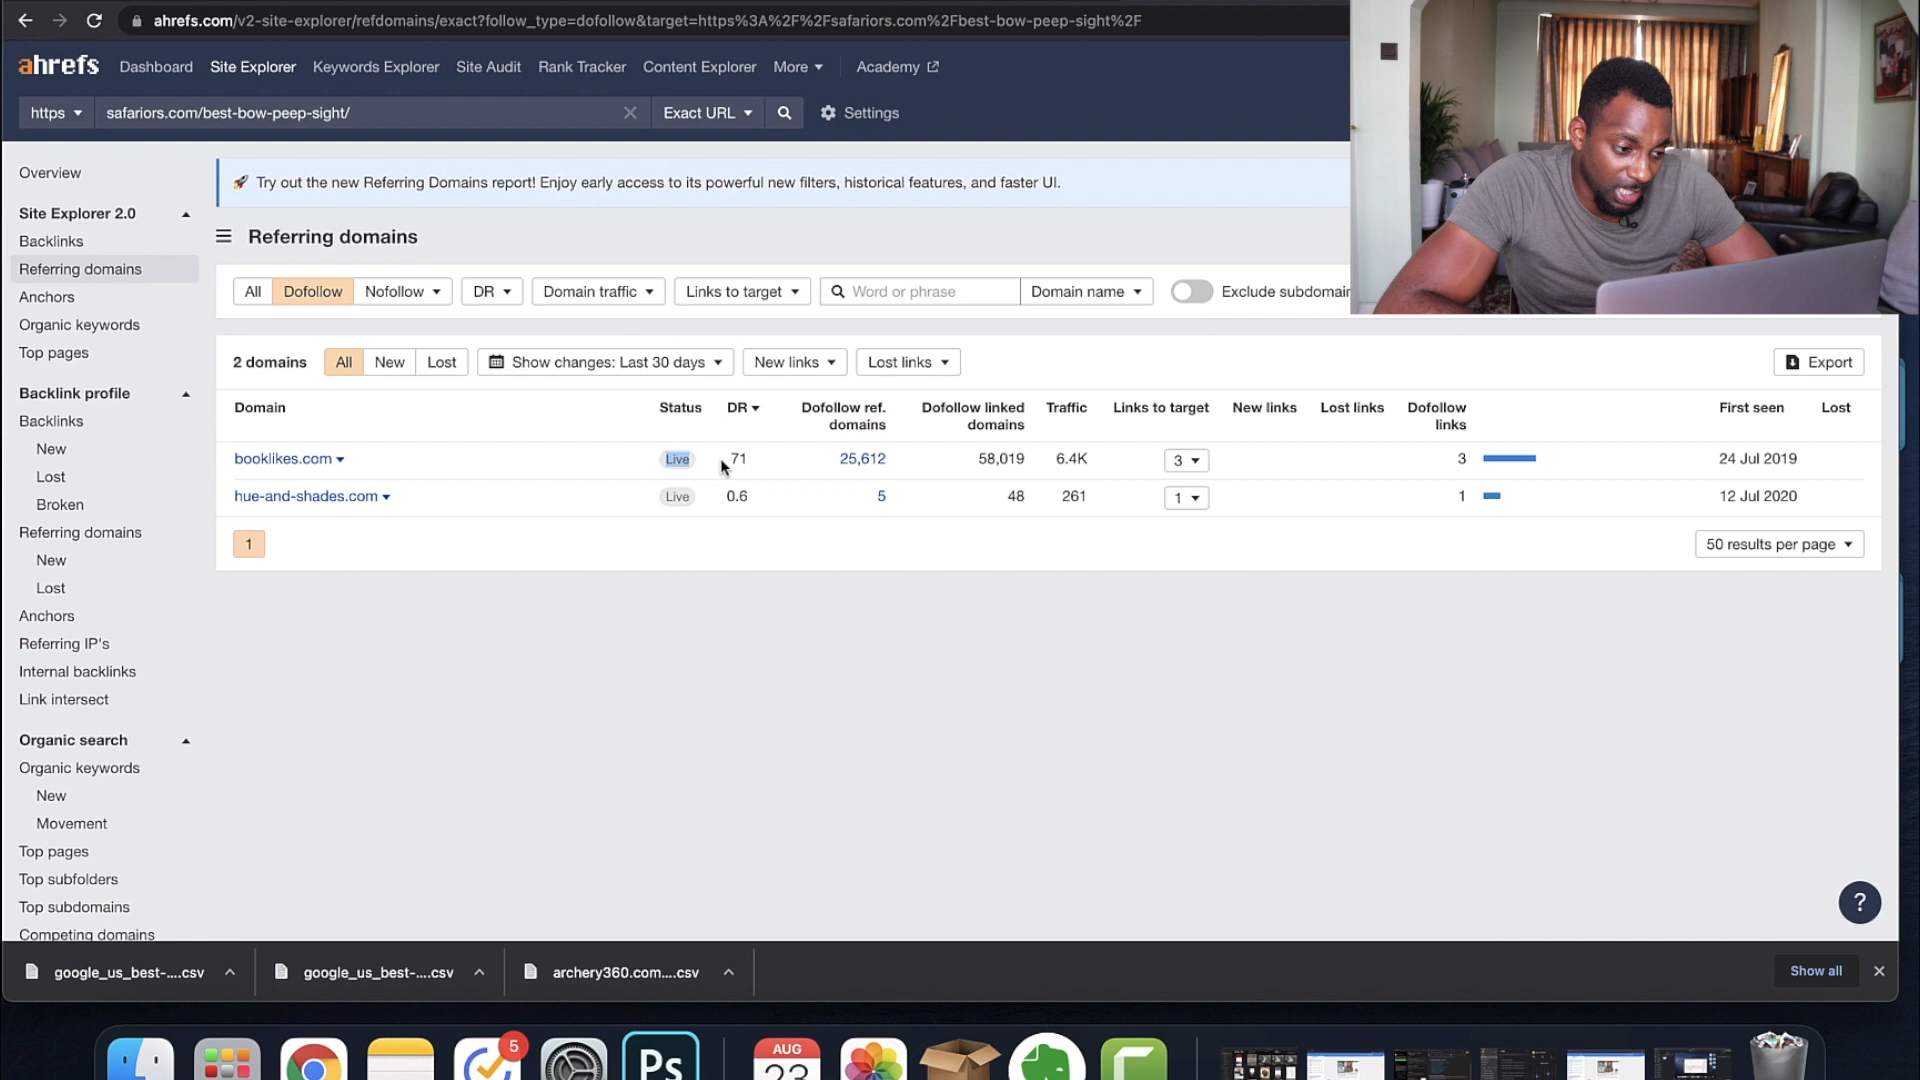 ahrefs.com/v2-site-explorer/refdomains/exact?follow_type=dofollow&target=https%3A%2F%2Fsafariors.com%2Fbest-bow-peep-sight%2F
ahrefs Dashboard Site Explorer Keywords Explorer Site Audit Rank Tracker Content Explorer More Academy
https safariors.com/best-bow-peep-sight/ Exact URL Settings
Overview
Site Explorer 2.0
Backlinks
Referring domains
Anchors
Organic keywords
Top pages
Backlink profile
Backlinks
New
Lost
Broken
Referring domains
New
Lost
Anchors
Referring IP's
Internal backlinks
Link intersect
Organic search
Organic keywords
New
Movement
Top pages
Top subfolders
Top subdomains
Competing domains
Try out the new Referring Domains report! Enjoy early access to its powerful new filters, historical features, and faster UI.
Referring domains
All Dofollow Nofollow DR Domain traffic Links to target Word or phrase Domain name Exclude subdomain
2 domains All New Lost Show changes: Last 30 days New links Lost links Export
Domain Status DR Dofollow ref. domains Dofollow linked domains Traffic Links to target New links Lost links Dofollow links First seen Lost
booklikes.com Live 71 25,612 58,019 6.4K 3 3 24 Jul 2019
hue-and-shades.com Live 0.6 5 48 261 1 1 12 Jul 2020
1 50 results per page
?
google_us_best-....csv google_us_best-....csv archery360.com....csv Show all
5
Ps
AUG
23